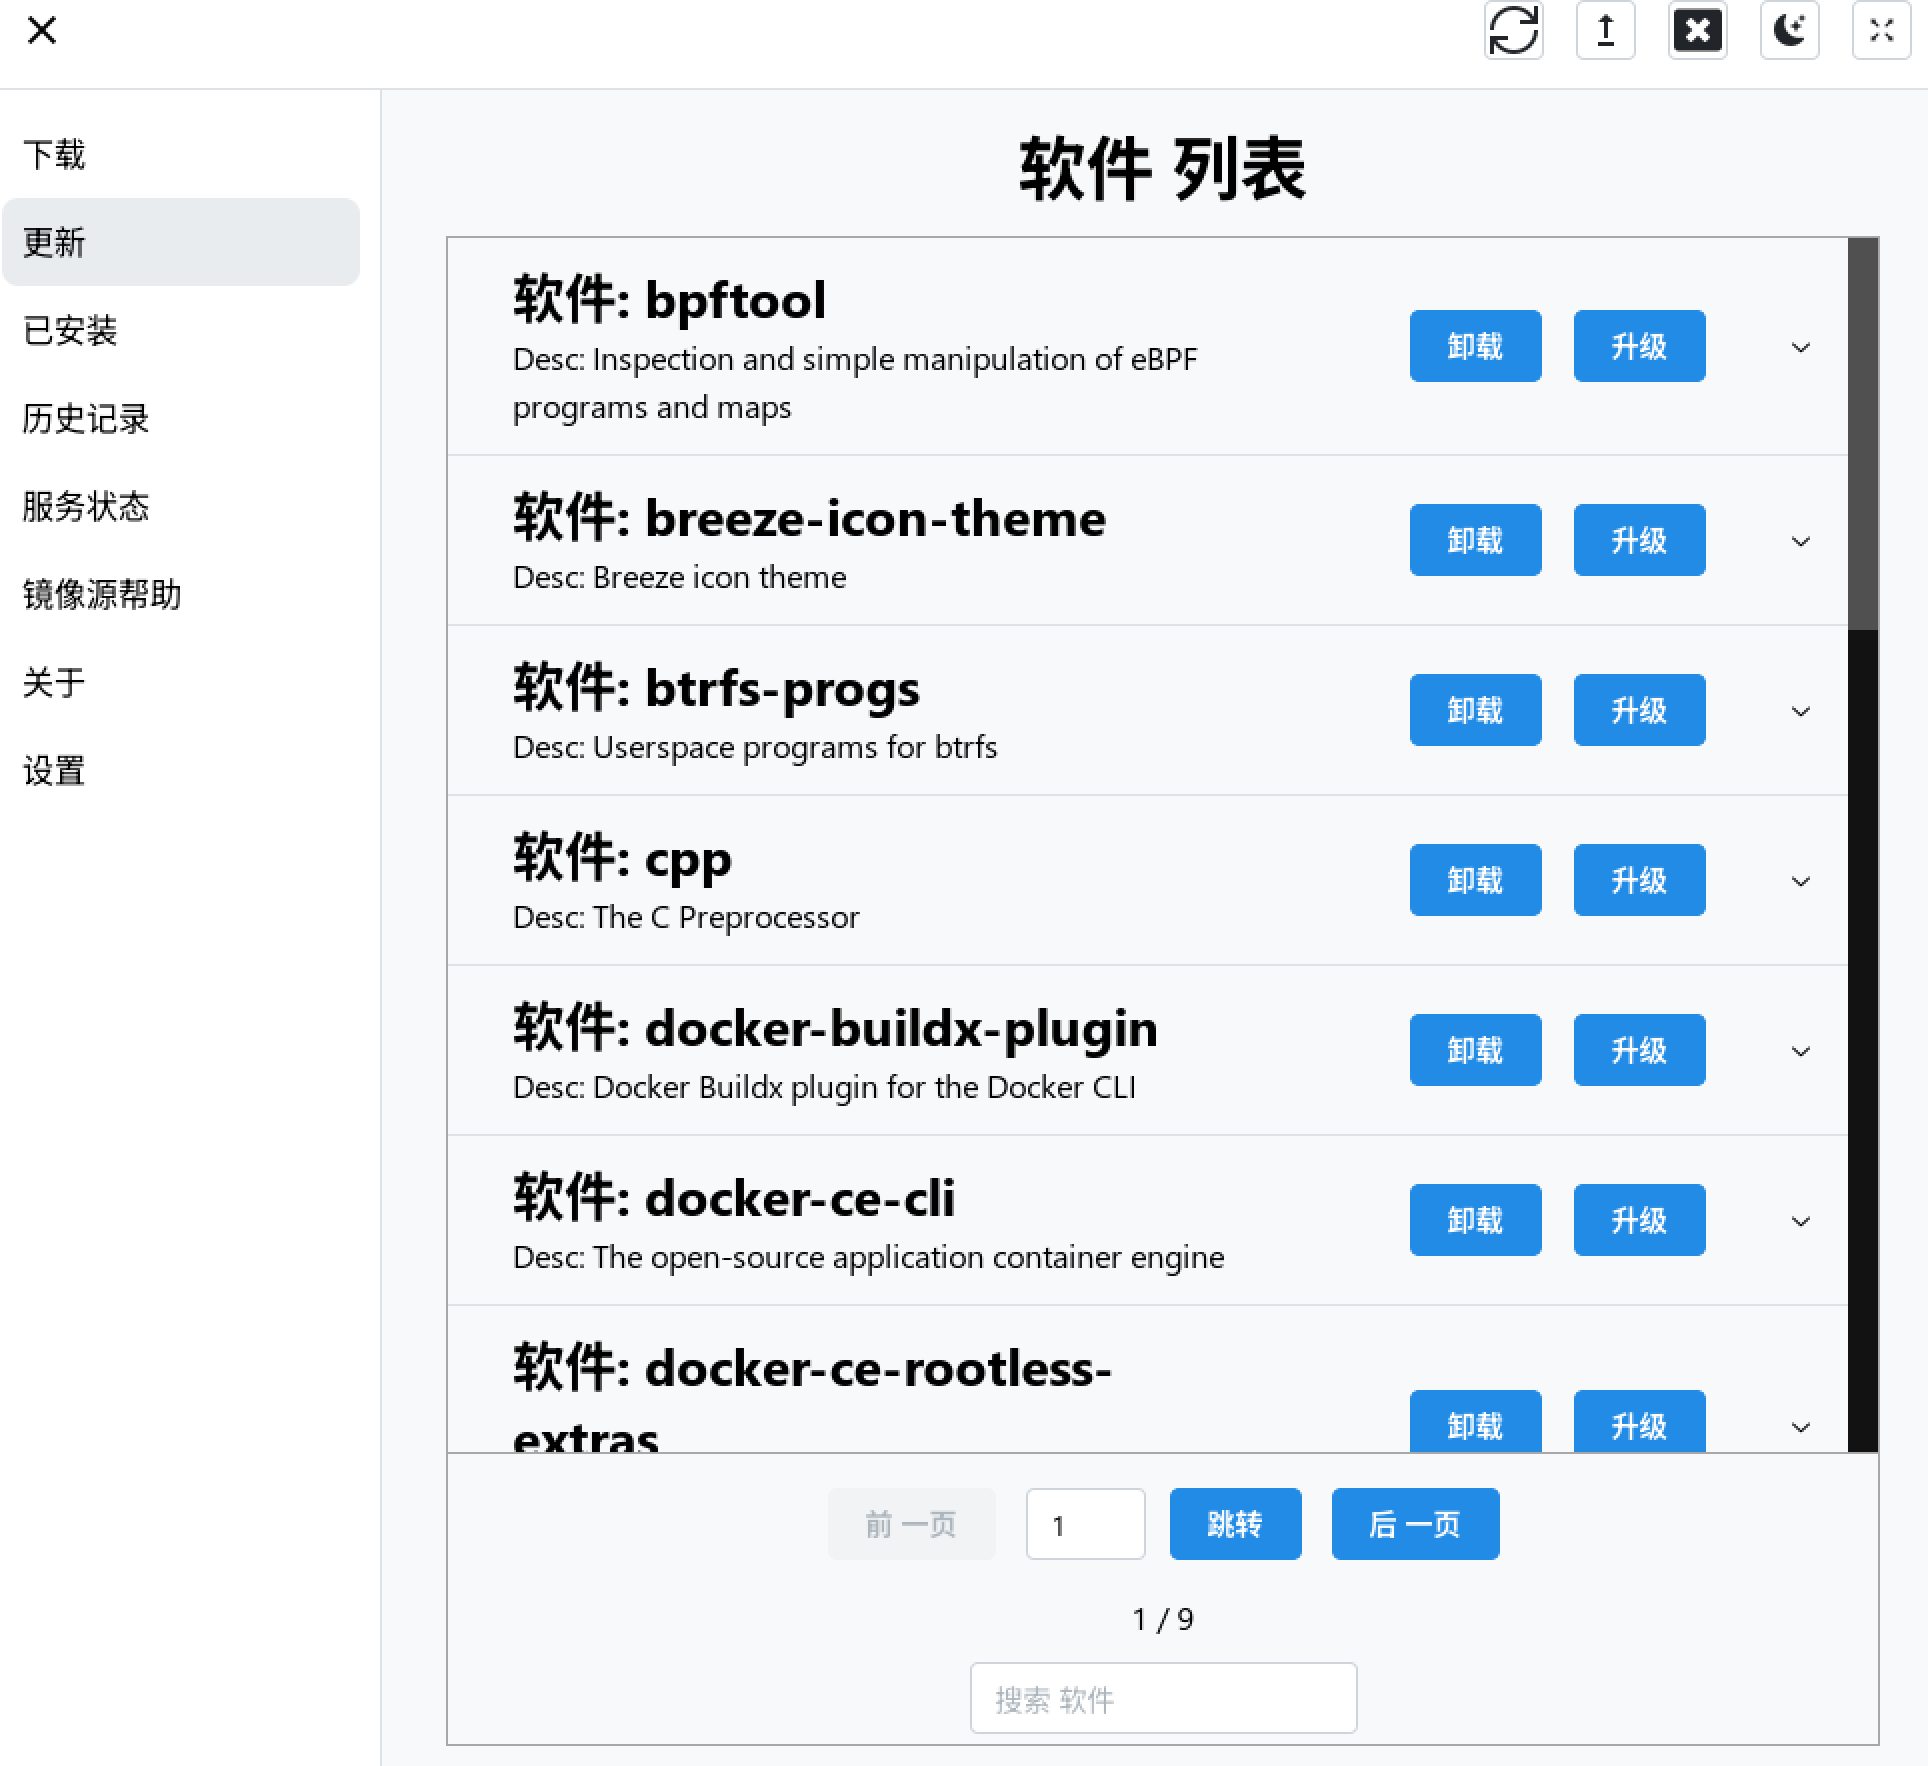 下载
更新
已安装
历史记录
服务状态
镜像源帮助
关于
设置
软件 列表
软件: bpftool
Desc: Inspection and simple manipulation of eBPF
programs and maps
卸载
升级
软件: breeze-icon-theme
Desc: Breeze icon theme
卸载
升级
软件: btrfs-progs
Desc: Userspace programs for btrfs
卸载
升级
软件: cpp
Desc: The C Preprocessor
卸载
升级
软件: docker-buildx-plugin
Desc: Docker Buildx plugin for the Docker CLI
卸载
升级
软件: docker-ce-cli
Desc: The open-source application container engine
卸载
升级
软件: docker-ce-rootless-
extras
卸载
升级
前 一页
1
跳转
后 一页
1 / 9
搜索 软件